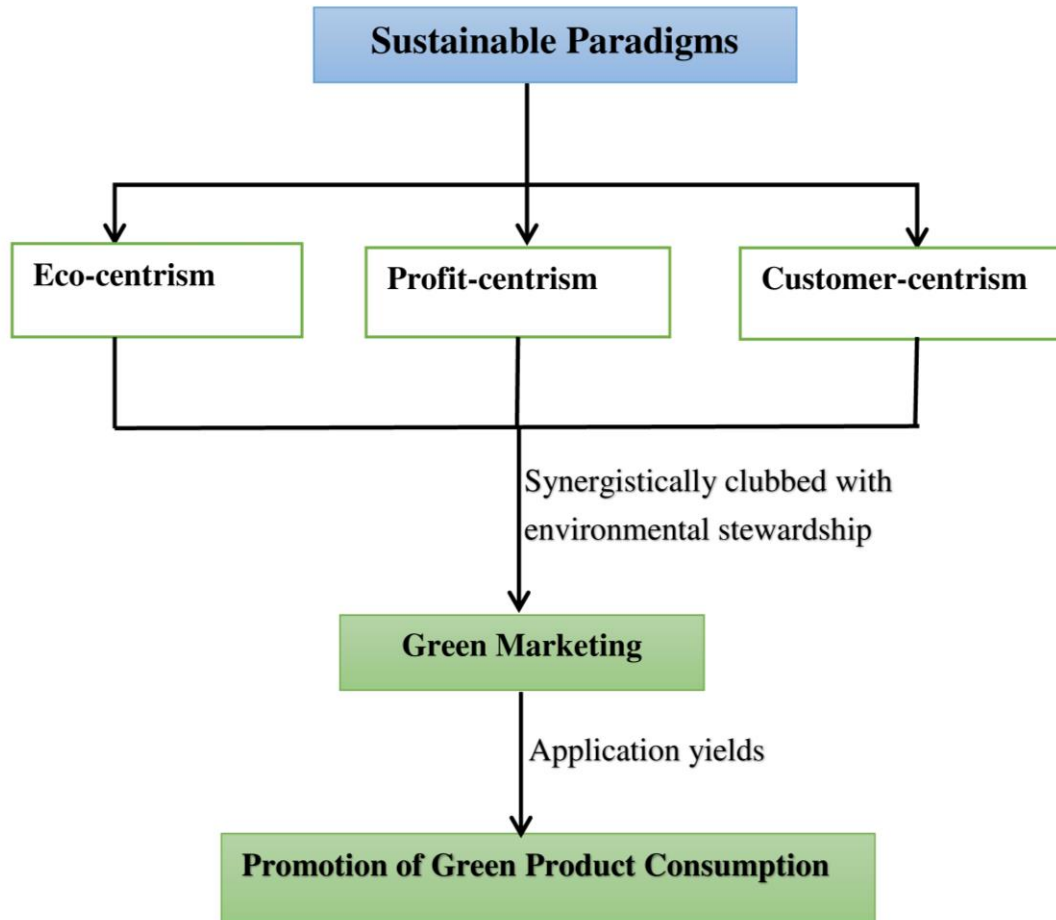 Sustainable Paradigms
Eco-centrism
Profit-centrism
Customer-centrism
Synergistically clubbed with
environmental stewardship
Green Marketing
Application yields
Promotion of Green Product Consumption